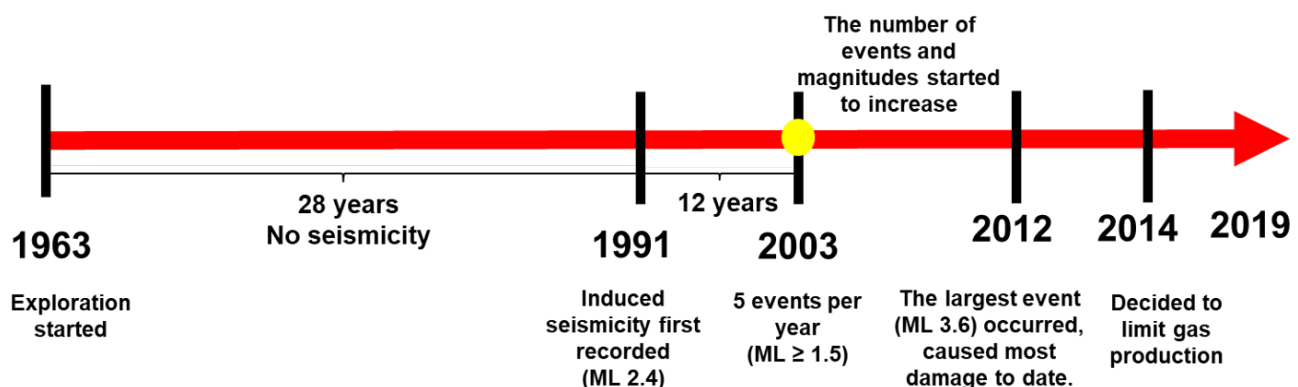 The number of
events and
magnitudes started
to increase
28 years
No seismicity
12 years
1963
1991
2003
2012
2014
2019
Exploration
started
Induced
seismicity first
recorded
(ML 2.4)
5 events per
year
(ML ≥ 1.5)
The largest event
(ML 3.6) occurred,
caused most
damage to date.
Decided to
limit gas
production